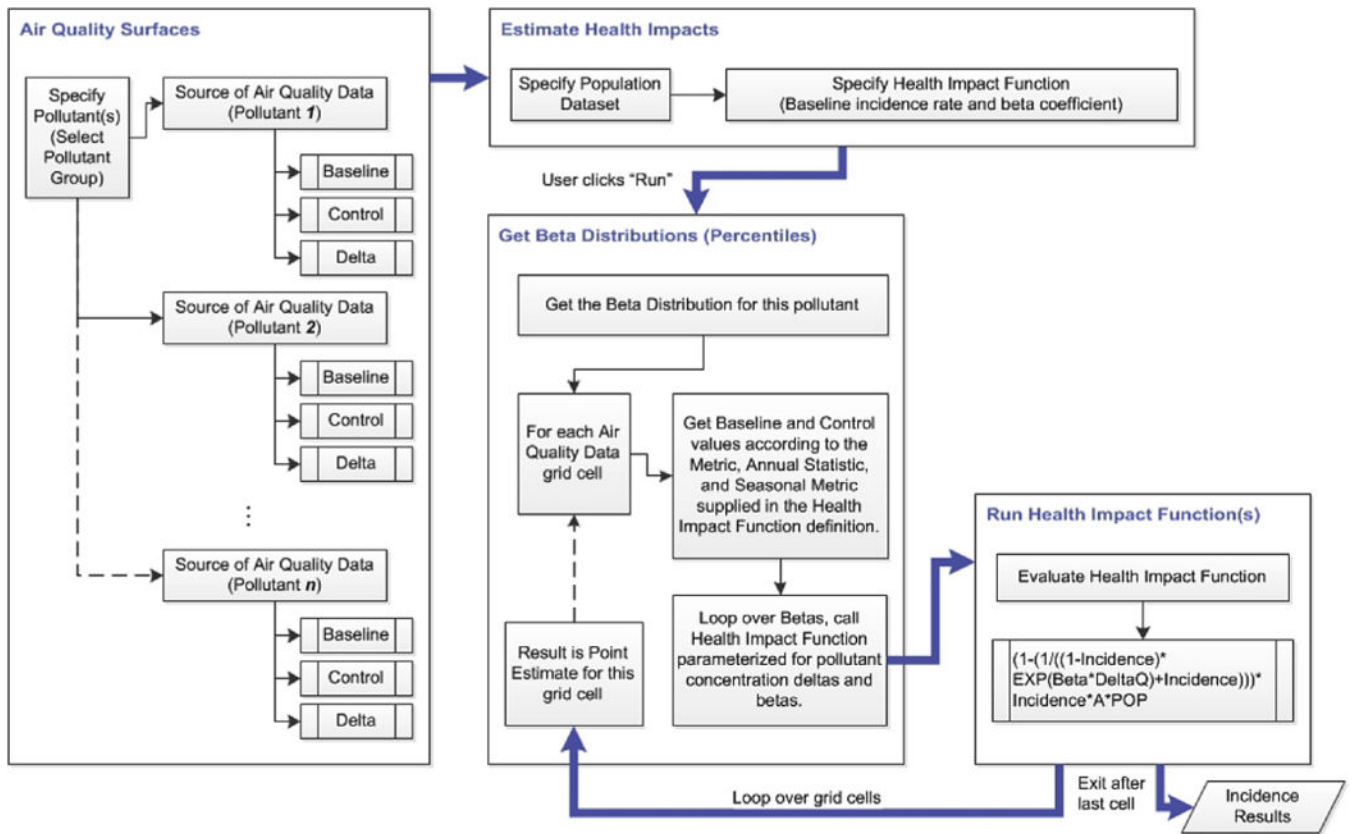 Air Quality Surfaces
Specify
Pollutant(s)
(Select
Pollutant
Group)
Source of Air Quality Data
(Pollutant 1)
Baseline
Control
Delta
Source of Air Quality Data
(Pollutant 2)
Baseline
Control
Delta
⋮
Source of Air Quality Data
(Pollutant n)
Baseline
Control
Delta
Estimate Health Impacts
Specify Population
Dataset
Specify Health Impact Function
(Baseline incidence rate and beta coefficient)
User clicks “Run”
Get Beta Distributions (Percentiles)
Get the Beta Distribution for this pollutant
For each Air
Quality Data
grid cell
Get Baseline and Control
values according to the
Metric, Annual Statistic,
and Seasonal Metric
supplied in the Health
Impact Function definition.
Loop over Betas, call
Health Impact Function
parameterized for pollutant
concentration deltas and
betas.
Result is Point
Estimate for this
grid cell
Run Health Impact Function(s)
Evaluate Health Impact Function
(1-(1/((1-Incidence)*
EXP(Beta*DeltaQ)+Incidence)))*
Incidence*A*POP
Loop over grid cells
Exit after
last cell
Incidence
Results